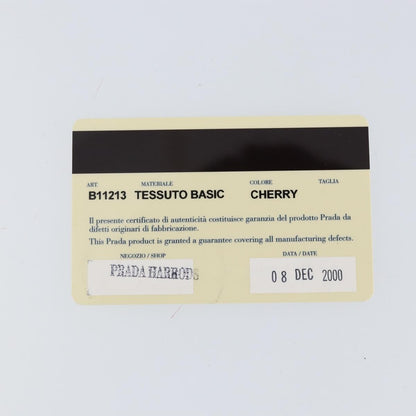 ART. MATERIALE COLORE TAGLIA
B11213 TESSUTO BASIC CHERRY
Il presente certificato di autenticità costituisce garanzia del prodotto Prada da
difetti originari di fabbricazione.
This Prada product is granted a guarantee covering all manufacturing defects.
NEGOZIO / SHOP DATA / DATE
PRADA HARRODS 08 DEC 2000